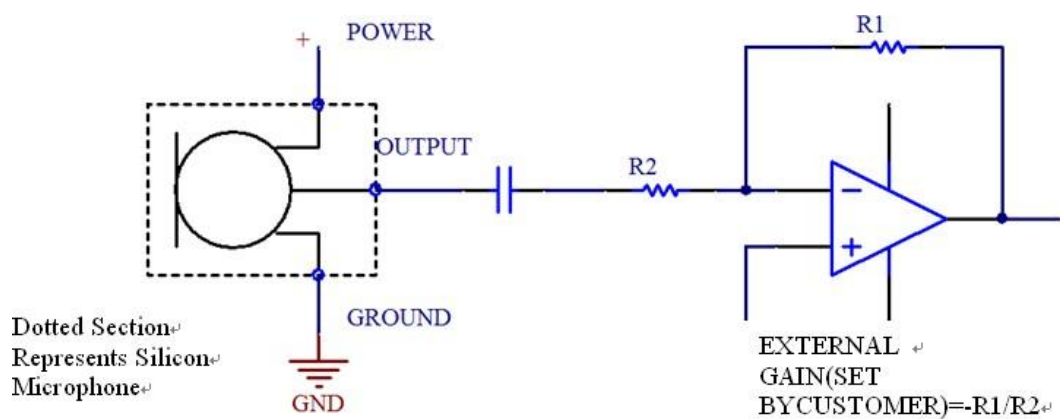 R1
+ POWER
OUTPUT
R2
−
+
GROUND
Dotted Section↵
Represents Silicon↵
Microphone↵
GND
EXTERNAL ↵
GAIN(SET
BYCUSTOMER)=-R1/R2